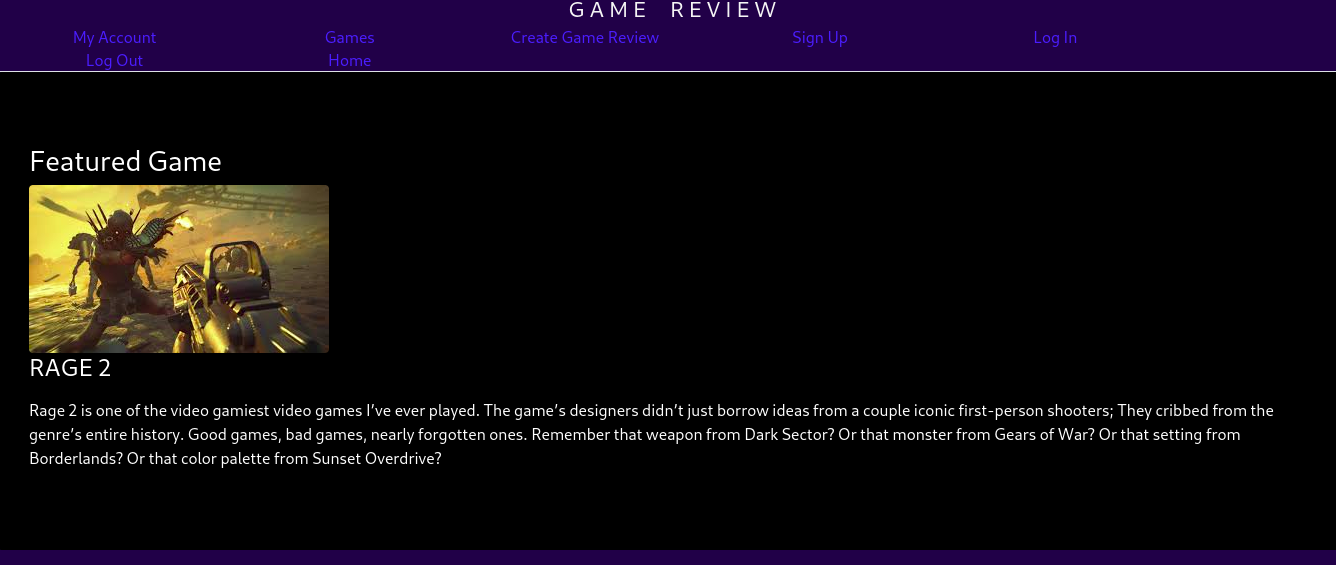 GAME REVIEW
My Account Games Create Game Review Sign Up Log In
Log Out Home
Featured Game
RAGE 2
Rage 2 is one of the video gamiest video games I’ve ever played. The game’s designers didn’t just borrow ideas from a couple iconic first-person shooters; They cribbed from the
genre’s entire history. Good games, bad games, nearly forgotten ones. Remember that weapon from Dark Sector? Or that monster from Gears of War? Or that setting from
Borderlands? Or that color palette from Sunset Overdrive?